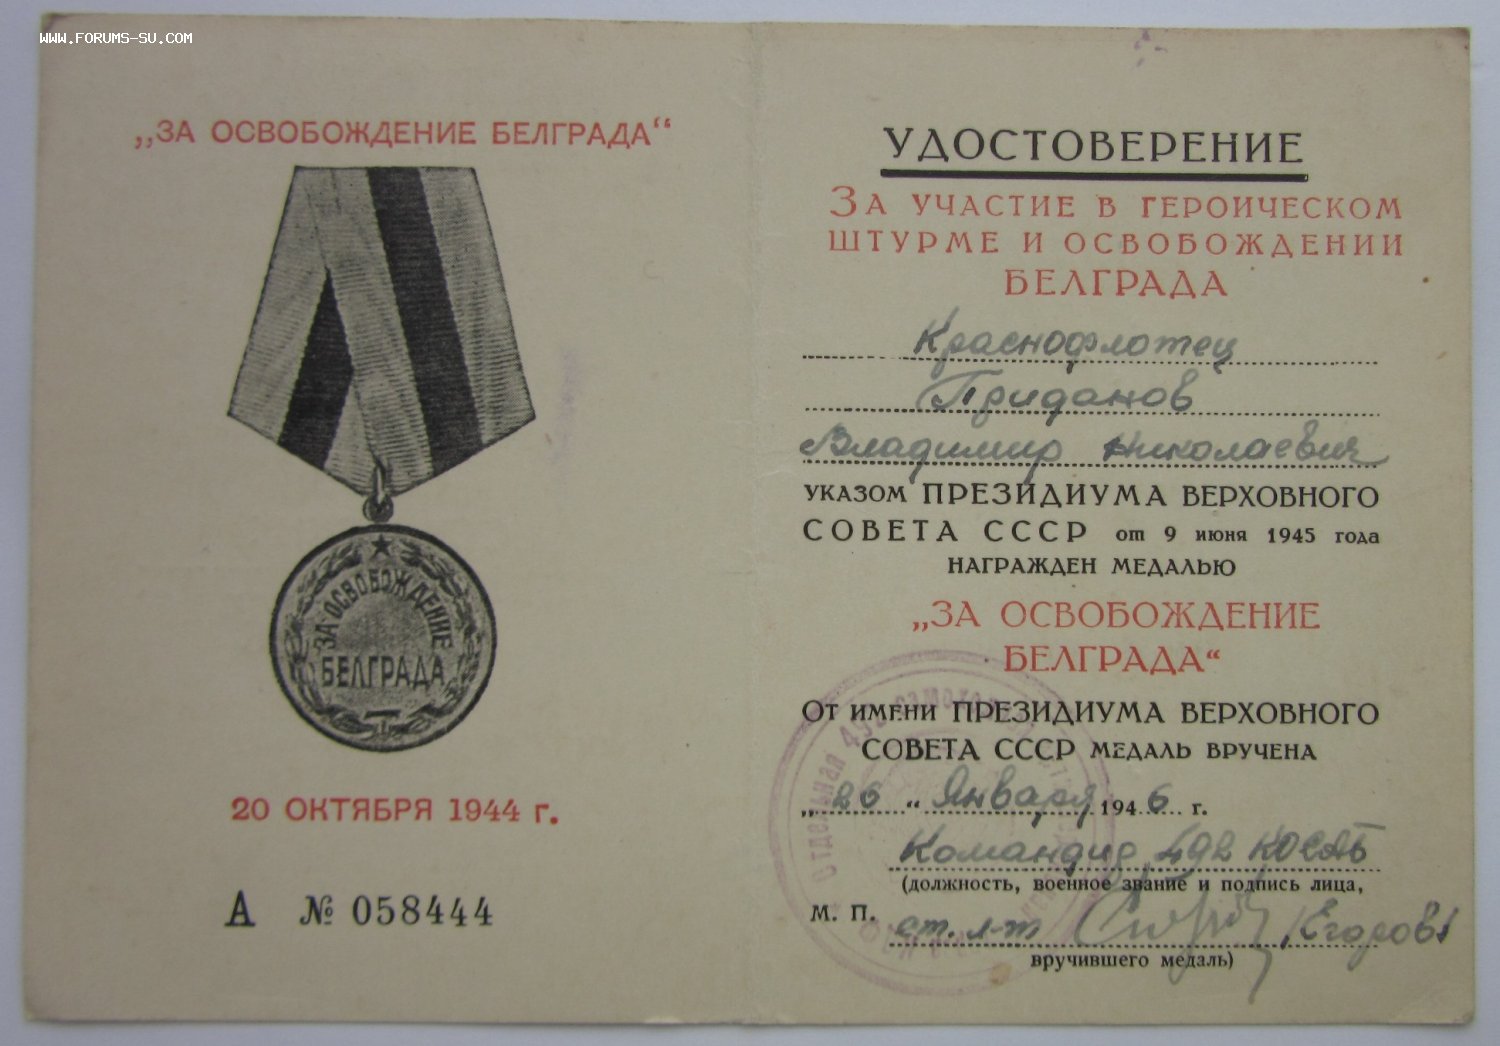 WWW.FORUMS-SU.COM
„ЗА ОСВОБОЖДЕНИЕ БЕЛГРАДА“
ЗА ОСВОБОЖДЕНИЕ
БЕЛГРАДА
20 ОКТЯБРЯ 1944 г.
А № 058444
УДОСТОВЕРЕНИЕ
ЗА УЧАСТИЕ В ГЕРОИЧЕСКОМ
ШТУРМЕ И ОСВОБОЖДЕНИИ
БЕЛГРАДА
Краснофлотец
Приданов
Владимир Николаевич
УКАЗОМ ПРЕЗИДИУМА ВЕРХОВНОГО
СОВЕТА СССР от 9 июня 1945 года
НАГРАЖДЕН МЕДАЛЬЮ
„ЗА ОСВОБОЖДЕНИЕ
БЕЛГРАДА“
ОТ ИМЕНИ ПРЕЗИДИУМА ВЕРХОВНОГО
СОВЕТА СССР МЕДАЛЬ ВРУЧЕНА
„26“ Января 1946 г.
Командир 492
(должность, военное звание и подпись лица,
М. П. ст. л-т /Егоров/
вручившего медаль)
Отдельная